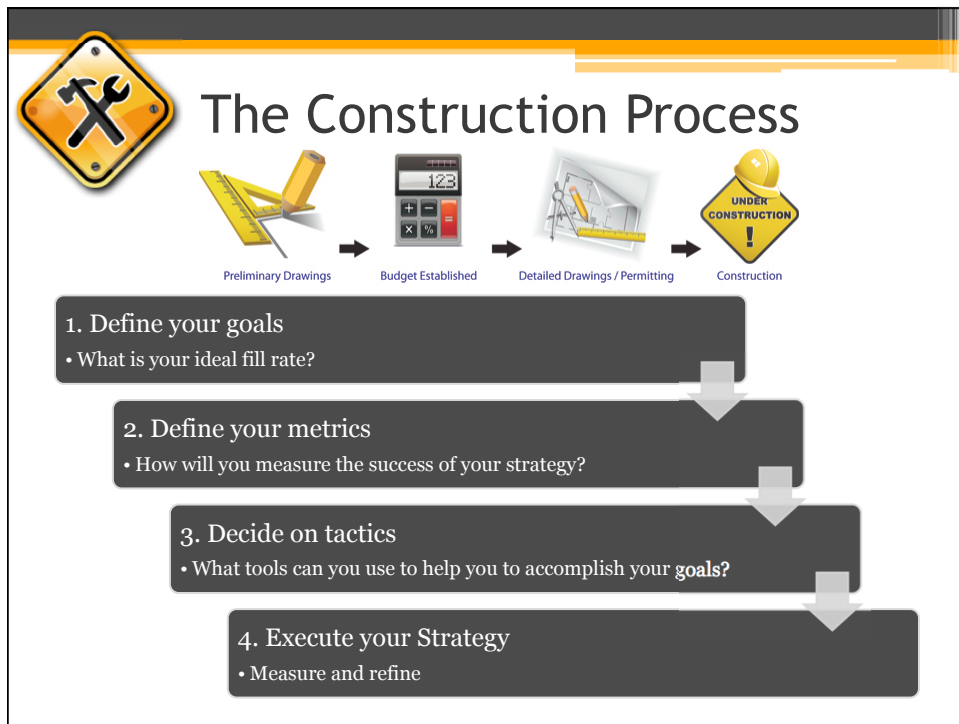 The Construction Process
123
+ − = × %
UNDER
CONSTRUCTION
!
Preliminary Drawings Budget Established Detailed Drawings / Permitting Construction
1. Define your goals
• What is your ideal fill rate?
2. Define your metrics
• How will you measure the success of your strategy?
3. Decide on tactics
• What tools can you use to help you to accomplish your goals?
4. Execute your Strategy
• Measure and refine